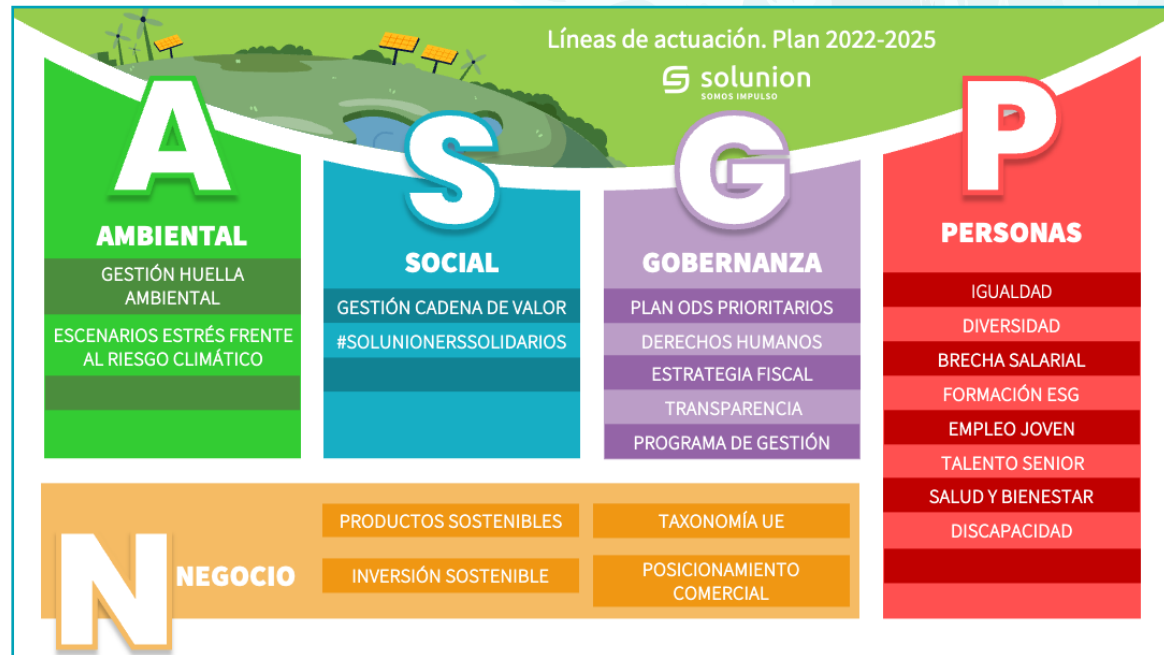 Líneas de actuación. Plan 2022-2025
solunion
SOMOS IMPULSO
A
AMBIENTAL
GESTIÓN HUELLA
AMBIENTAL
ESCENARIOS ESTRÉS FRENTE
AL RIESGO CLIMÁTICO
S
SOCIAL
GESTIÓN CADENA DE VALOR
#SOLUNIONERSSOLIDARIOS
G
GOBERNANZA
PLAN ODS PRIORITARIOS
DERECHOS HUMANOS
ESTRATEGIA FISCAL
TRANSPARENCIA
PROGRAMA DE GESTIÓN
P
PERSONAS
IGUALDAD
DIVERSIDAD
BRECHA SALARIAL
FORMACIÓN ESG
EMPLEO JOVEN
TALENTO SENIOR
SALUD Y BIENESTAR
DISCAPACIDAD
N
NEGOCIO
PRODUCTOS SOSTENIBLES
TAXONOMÍA UE
INVERSIÓN SOSTENIBLE
POSICIONAMIENTO
COMERCIAL